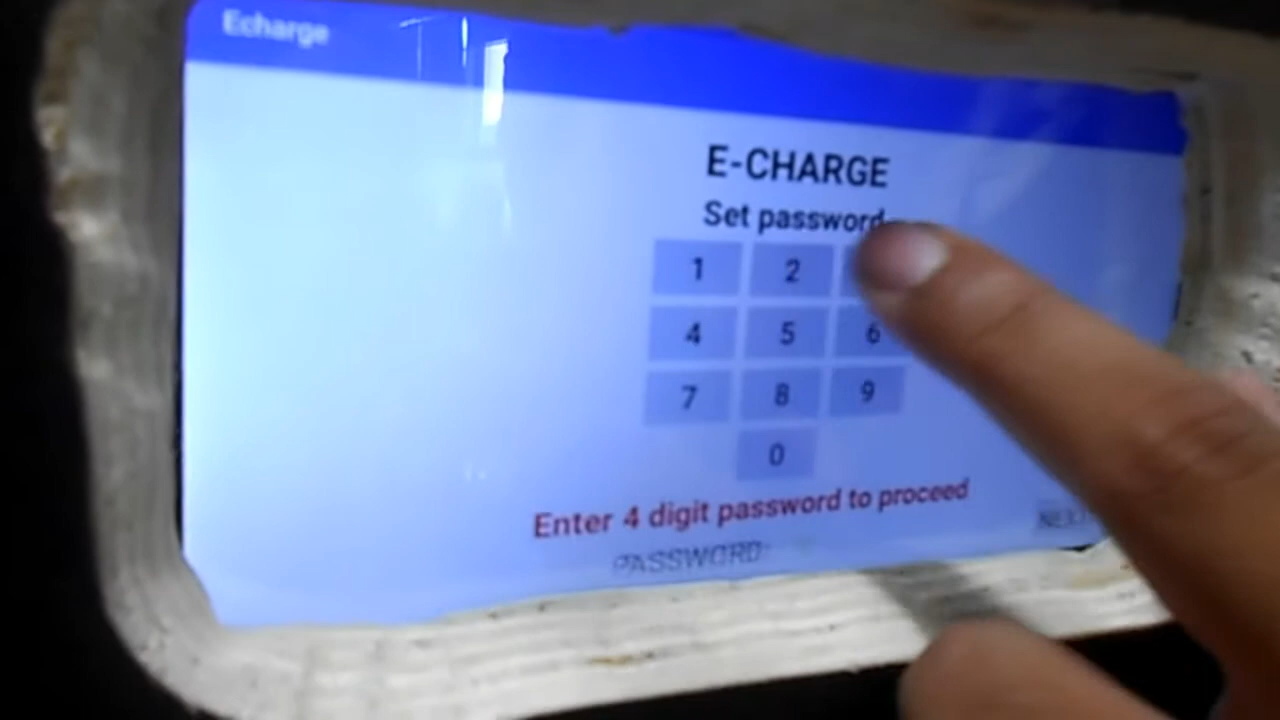 Echarge
E-CHARGE
Set password
1 2
4 5 6
7 8 9
0
Enter 4 digit password to proceed
PASSWORD